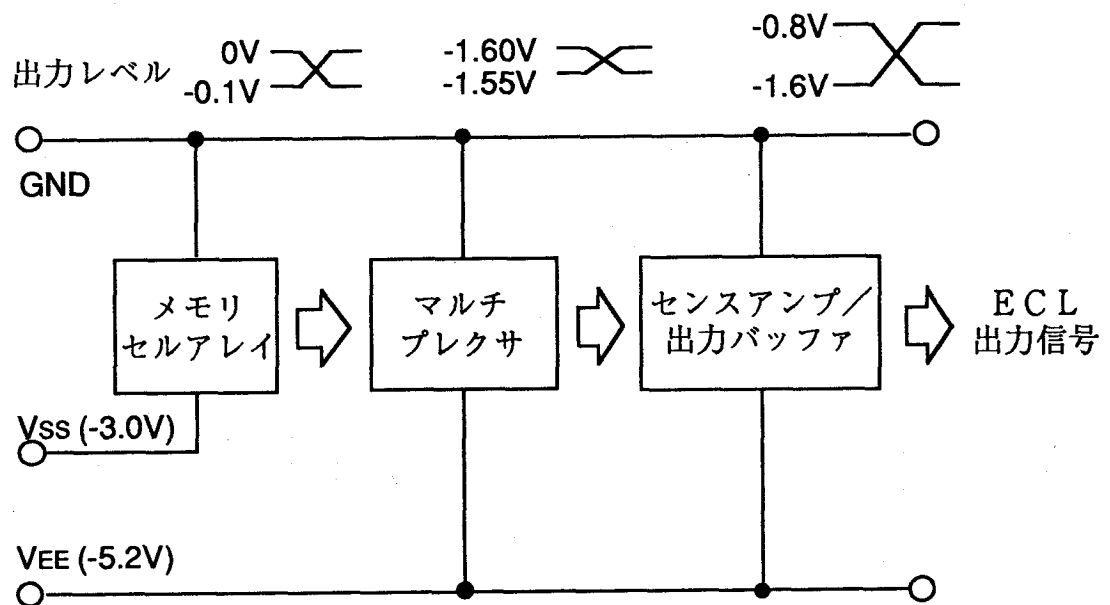 出力レベル
0V
-0.1V
-1.60V
-1.55V
-0.8V
-1.6V
GND
メモリ
セルアレイ
マルチ
プレクサ
センスアンプ/
出力バッファ
ECL
出力信号
VSS (-3.0V)
VEE (-5.2V)